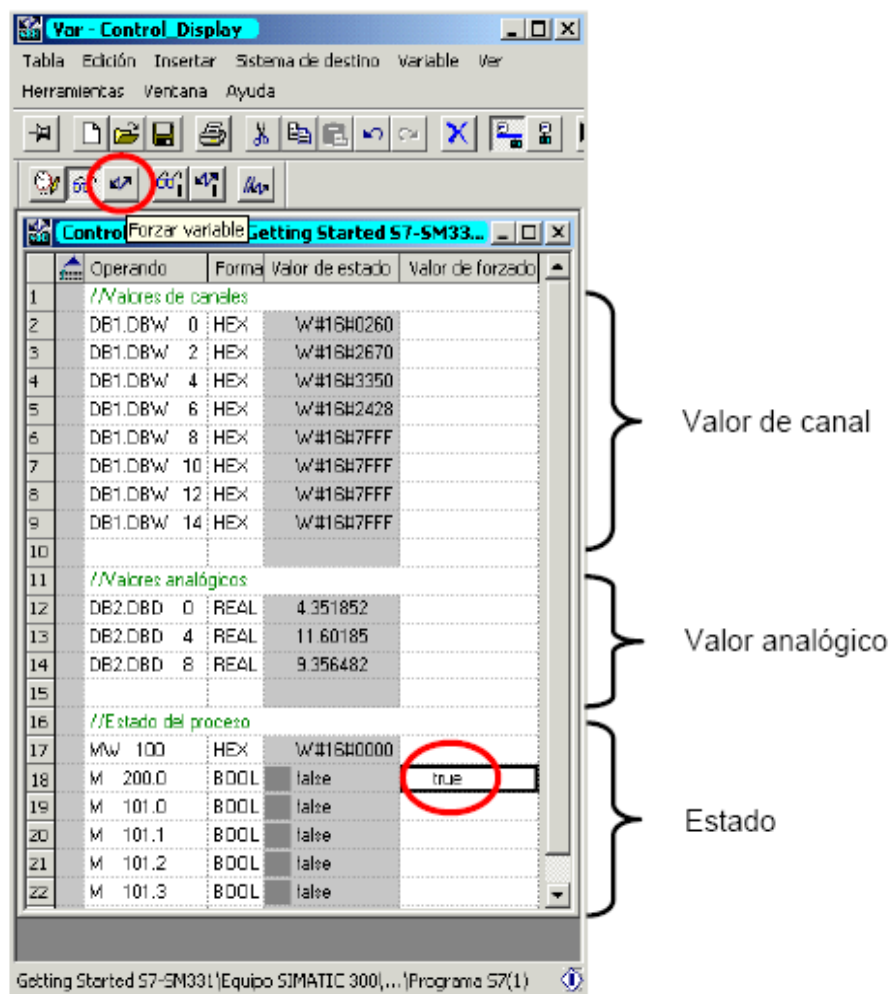 Var - Control_Display
Tabla Edición Insertar Sistema de destino Variable Ver
Herramientas Ventana Ayuda
Forzar variable
Contro Getting Started S7-SM33...
Operando Forma Valor de estado Valor de forzado
1 //Valores de canales
2 DB1.DBW 0 HEX W#16#0260
3 DB1.DBW 2 HEX W#16#2670
4 DB1.DBW 4 HEX W#16#3350
5 DB1.DBW 6 HEX W#16#2428
6 DB1.DBW 8 HEX W#16#7FFF
7 DB1.DBW 10 HEX W#16#7FFF
8 DB1.DBW 12 HEX W#16#7FFF
9 DB1.DBW 14 HEX W#16#7FFF
10
11 //Valores analógicos
12 DB2.DBD 0 REAL 4.351852
13 DB2.DBD 4 REAL 11.60185
14 DB2.DBD 8 REAL 9.356482
15
16 //Estado del proceso
17 MW 100 HEX W#16#0000
18 M 200.0 BOOL false true
19 M 101.0 BOOL false
20 M 101.1 BOOL false
21 M 101.2 BOOL false
22 M 101.3 BOOL false
Valor de canal
Valor analógico
Estado
Getting Started S7-SM331\Equipo SIMATIC 300\,...\Programa S7(1)